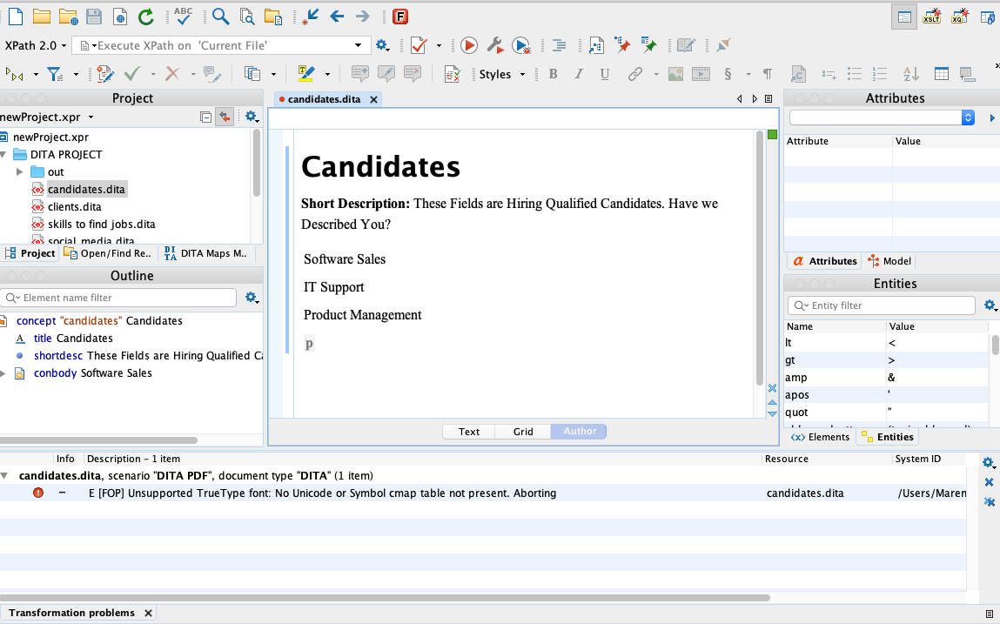 ABC
F
XSLT
XQ
XPath 2.0
Execute XPath on 'Current File'
Styles
B I U § ¶
Project
newProject.xpr
newProject.xpr
DITA PROJECT
out
candidates.dita
clients.dita
skills to find jobs.dita
social media.dita
Project
Open/Find Re..
DITA Maps M..
Outline
Element name filter
concept "candidates" Candidates
A title Candidates
shortdesc These Fields are Hiring Qualified Ca
conbody Software Sales
candidates.dita
Candidates
Short Description: These Fields are Hiring Qualified Candidates. Have we
Described You?
Software Sales
IT Support
Product Management
p
Text
Grid
Author
Attributes
Attribute Value
a Attributes
Model
Entities
Entity filter
Name Value
lt <
gt >
amp &
apos '
quot "
<x> Elements
Entities
Info Description – 1 item Resource System ID
candidates.dita, scenario "DITA PDF", document type "DITA" (1 item)
E [FOP] Unsupported TrueType font: No Unicode or Symbol cmap table not present. Aborting candidates.dita /Users/Maren
Transformation problems